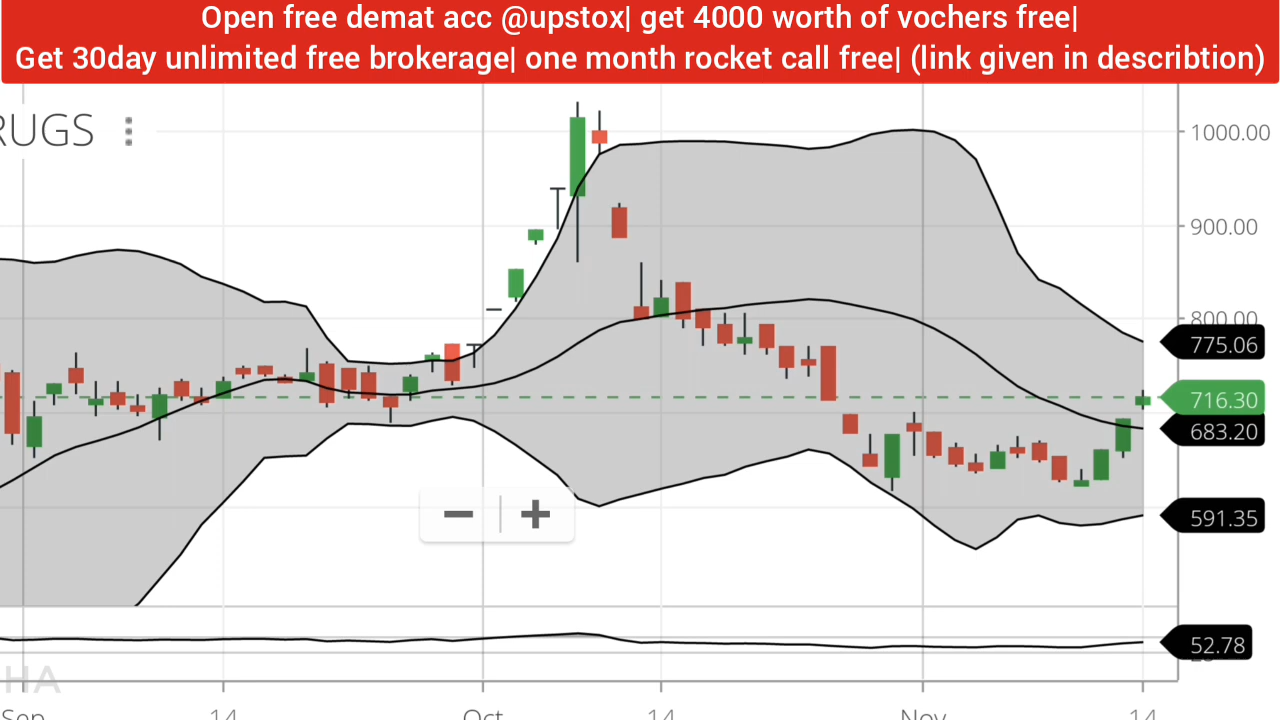 Open free demat acc @upstox| get 4000 worth of vochers free|
Get 30day unlimited free brokerage| one month rocket call free| (link given in describtion)
RUGS
1000.00
900.00
800.00
775.06
716.30
683.20
591.35
52.78
HA
Sep 14 Oct 14 Nov 14